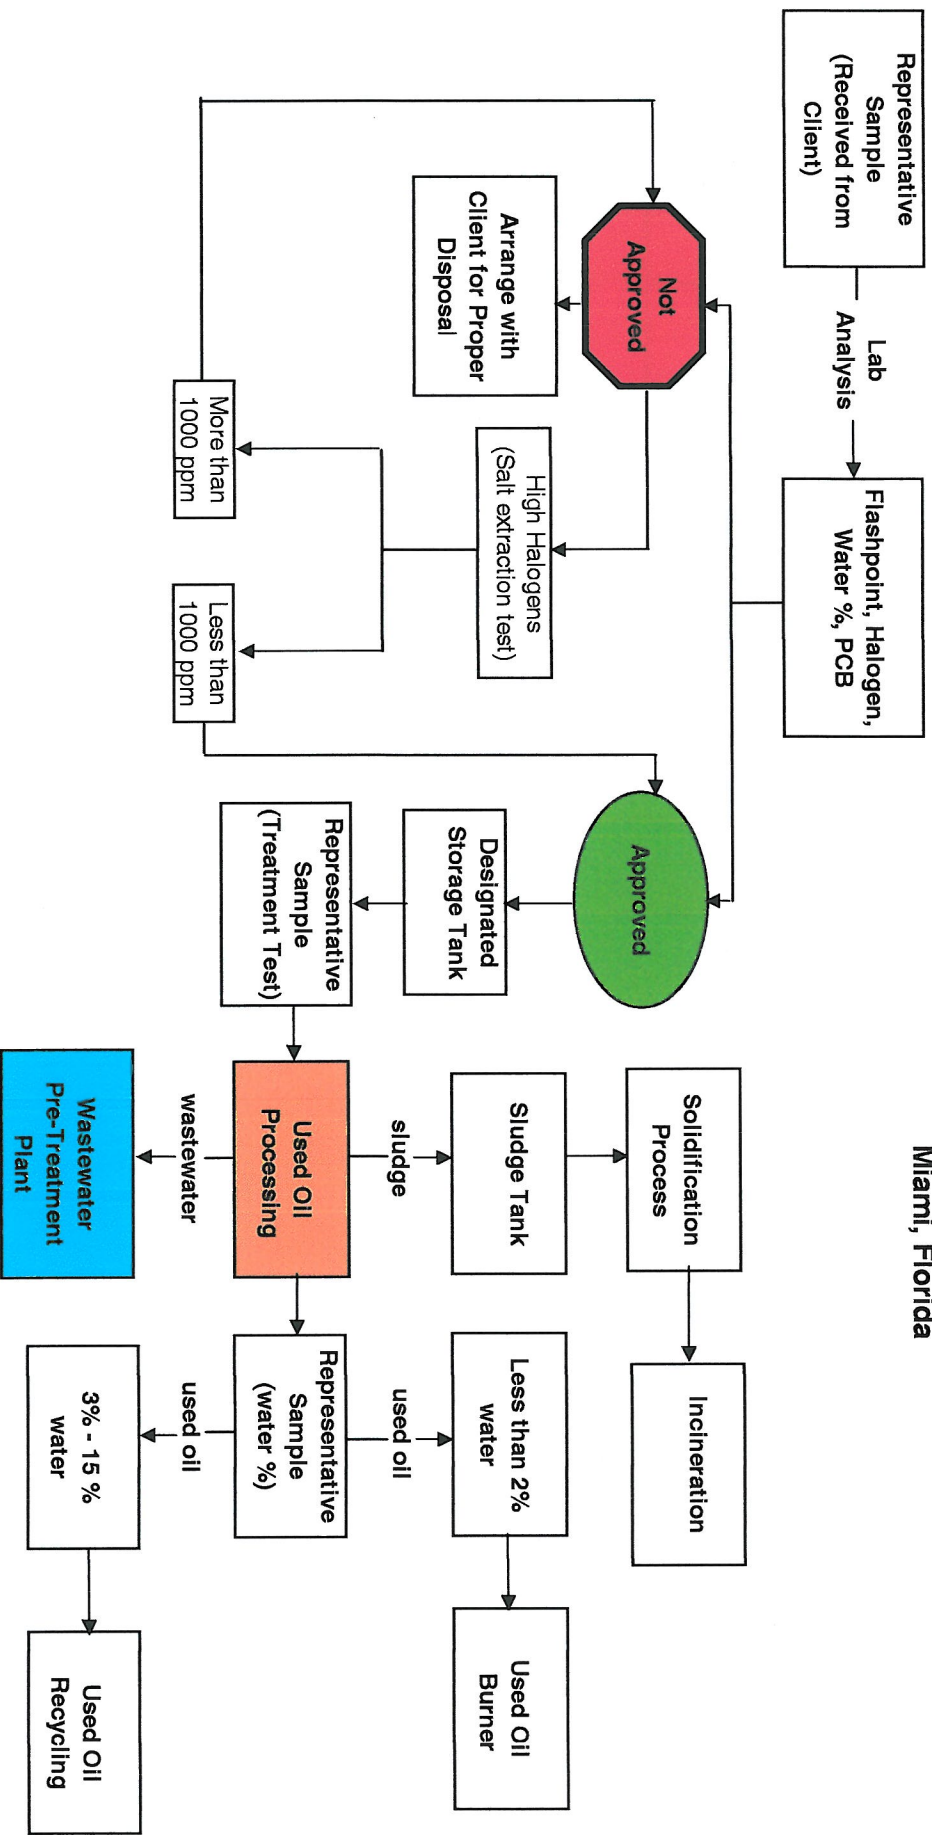 Miami, Florida
Representative
Sample
(Received from
Client)
Lab
Analysis
Flashpoint, Halogen,
Water %, PCB
Not
Approved
Arrange with
Client for Proper
Disposal
High Halogens
(Salt extraction test)
More than
1000 ppm
Less than
1000 ppm
Approved
Designated
Storage Tank
Representative
Sample
(Treatment Test)
Used Oil
Processing
sludge
Sludge Tank
Solidification
Process
Incineration
wastewater
Wastewater
Pre-Treatment
Plant
Representative
Sample
(water %)
used oil
Less than 2%
water
Used Oil
Burner
used oil
3% - 15 %
water
Used Oil
Recycling